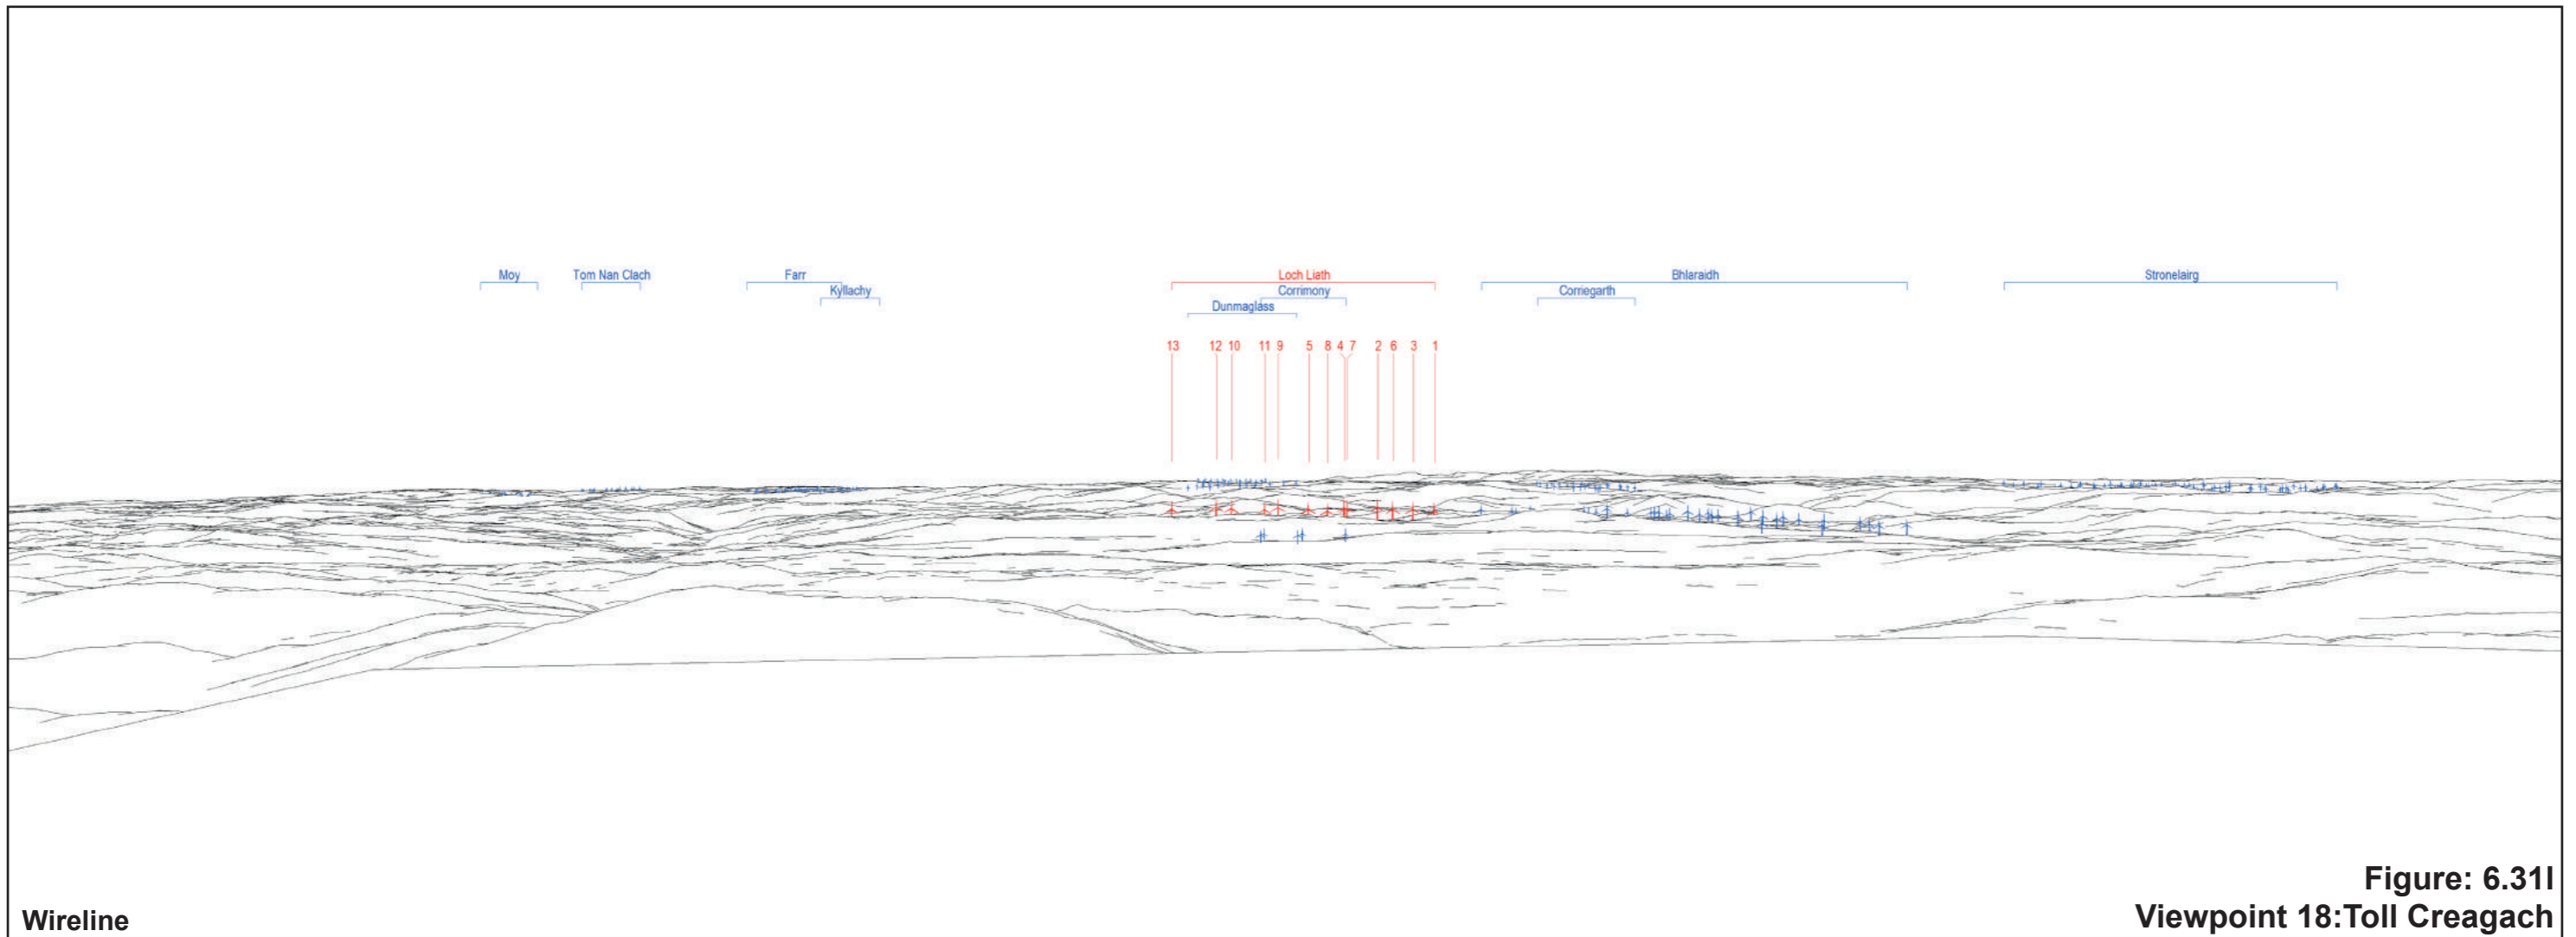 Moy Tom Nan Clach Farr Loch Liath Bhlaraidh Stronelairg
Kyllachy Corrimony Corriegarth
Dunmaglass
13 12 10 11 9 5 8 4 7 2 6 3 1
Figure: 6.31l
Wireline
Viewpoint 18:Toll Creagach